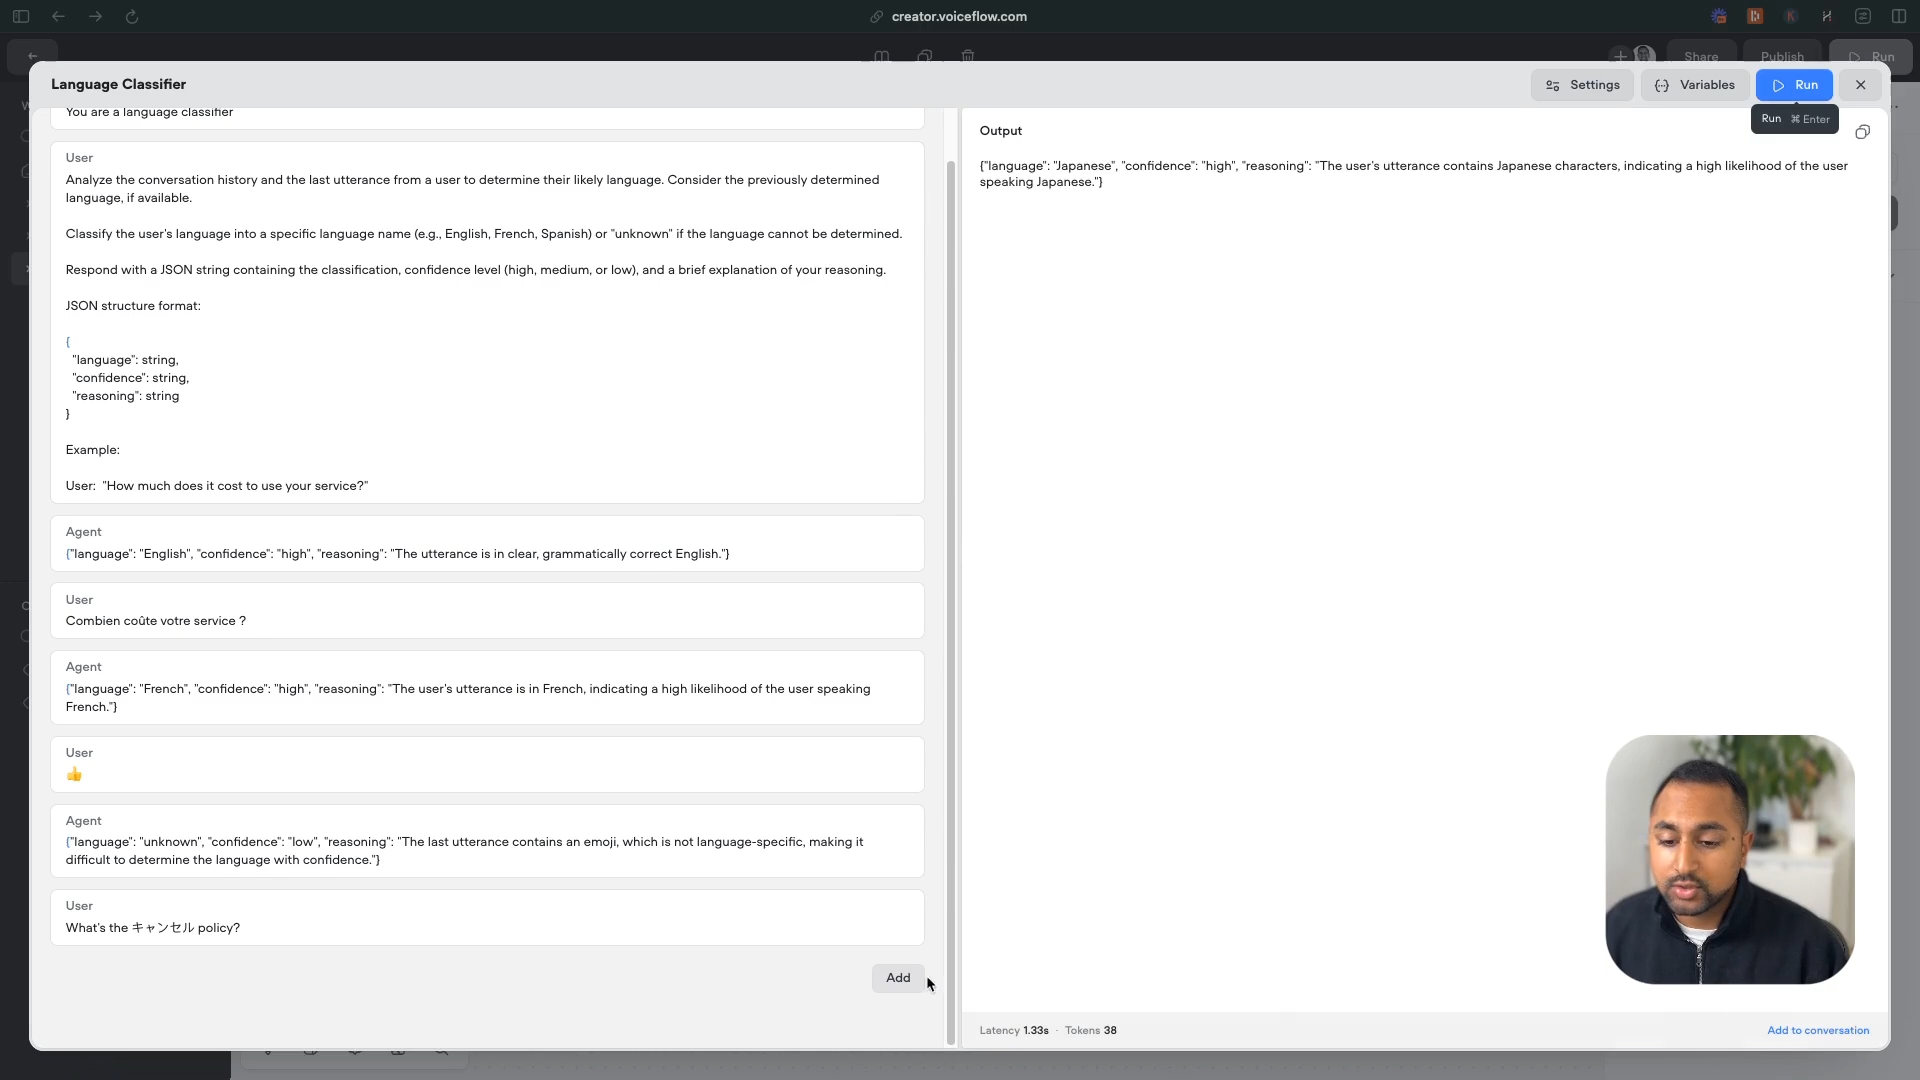 creator.voiceflow.com
Share
Publish
Run
Language Classifier
Settings
Variables
Run
Run ⌘ Enter
You are a language classifier
User
Analyze the conversation history and the last utterance from a user to determine their likely language. Consider the previously determined
language, if available.
Classify the user's language into a specific language name (e.g., English, French, Spanish) or "unknown" if the language cannot be determined.
Respond with a JSON string containing the classification, confidence level (high, medium, or low), and a brief explanation of your reasoning.
JSON structure format:
{
"language": string,
"confidence": string,
"reasoning": string
}
Example:
User: "How much does it cost to use your service?"
Agent
{"language": "English", "confidence": "high", "reasoning": "The utterance is in clear, grammatically correct English."}
User
Combien coûte votre service ?
Agent
{"language": "French", "confidence": "high", "reasoning": "The user's utterance is in French, indicating a high likelihood of the user speaking
French."}
User
👍
Agent
{"language": "unknown", "confidence": "low", "reasoning": "The last utterance contains an emoji, which is not language-specific, making it
difficult to determine the language with confidence."}
User
What's the キャンセル policy?
Add
Output
{"language": "Japanese", "confidence": "high", "reasoning": "The user's utterance contains Japanese characters, indicating a high likelihood of the user
speaking Japanese."}
Latency 1.33s · Tokens 38
Add to conversation